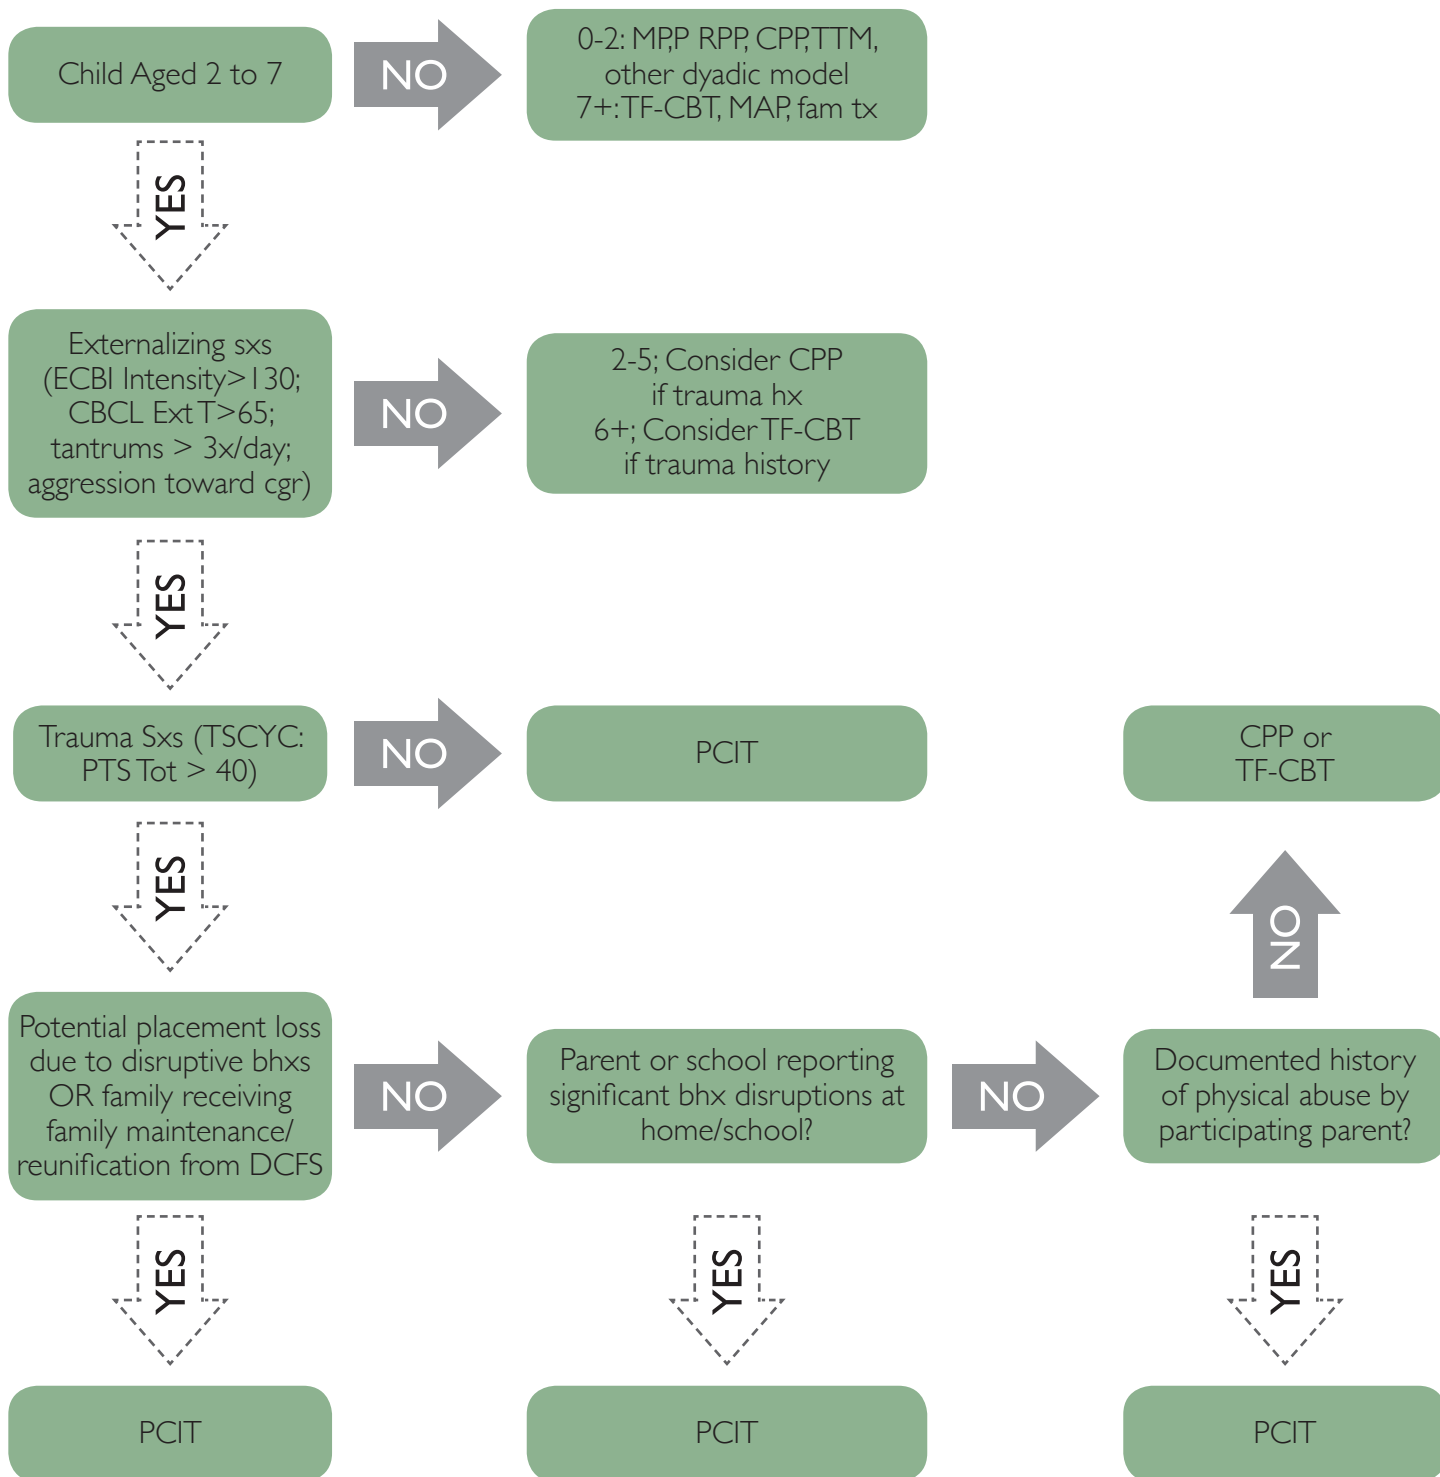 Child Aged 2 to 7
NO
0-2: MP,P RPP, CPP, TTM,
other dyadic model
7+: TF-CBT, MAP, fam tx
YES
Externalizing sxs
(ECBI Intensity>130;
CBCL Ext T>65;
tantrums > 3x/day;
aggression toward cgr)
NO
2-5; Consider CPP
if trauma hx
6+; Consider TF-CBT
if trauma history
YES
Trauma Sxs (TSCYC:
PTS Tot > 40)
NO
PCIT
CPP or
TF-CBT
YES
NO
Potential placement loss
due to disruptive bhxs
OR family receiving
family maintenance/
reunification from DCFS
NO
Parent or school reporting
significant bhx disruptions at
home/school?
NO
Documented history
of physical abuse by
participating parent?
YES
YES
YES
PCIT
PCIT
PCIT